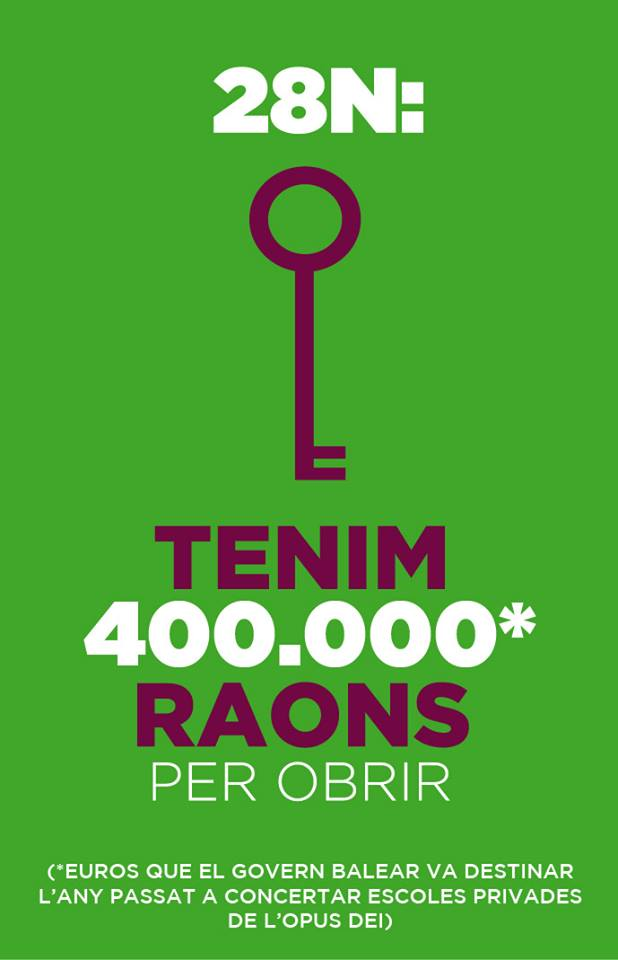 28N:
TENIM
400.000*
RAONS
PER OBRIR
(*EUROS QUE EL GOVERN BALEAR VA DESTINAR
L'ANY PASSAT A CONCERTAR ESCOLES PRIVADES
DE L'OPUS DEI)